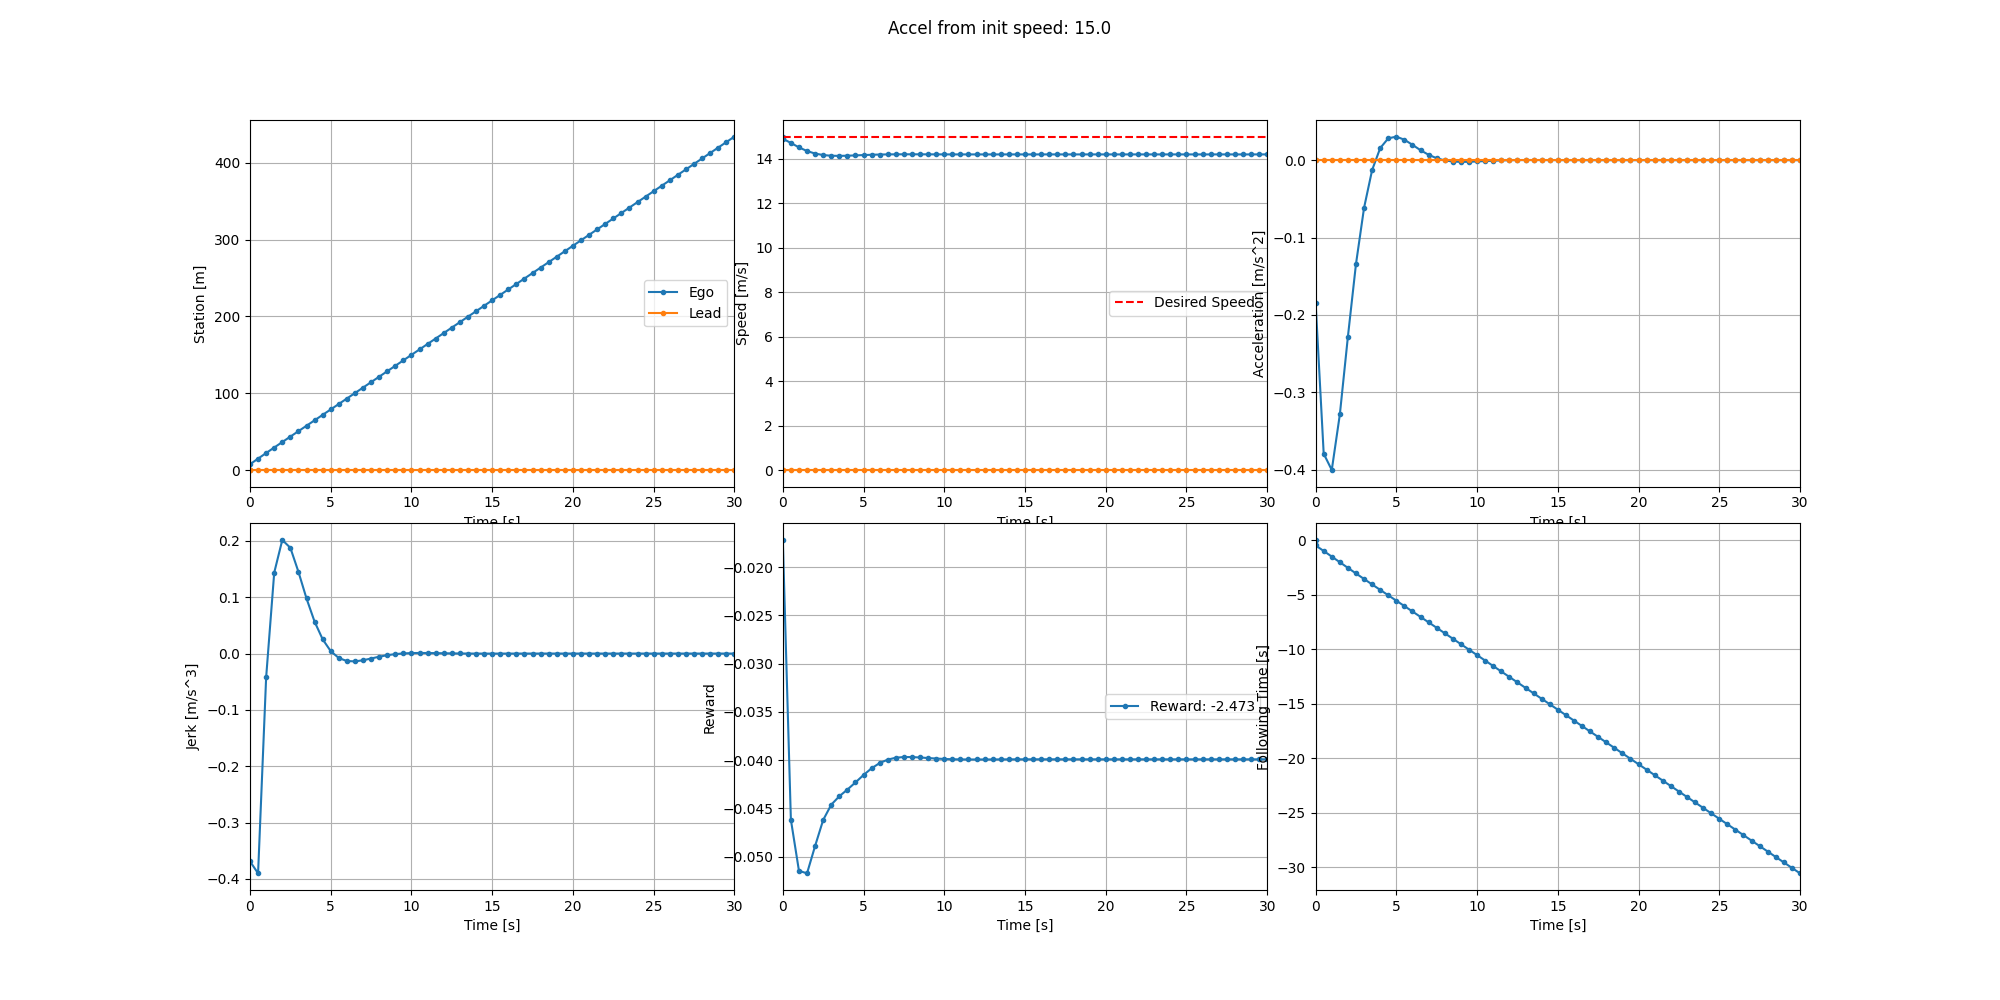 Accel from init speed: 15.0
Station [m]
400
300
200
100
0
0 5 10 15 20 25 30
Time [s]
Ego
Lead
Speed [m/s]
14
12
10
8
6
4
2
0
0 5 10 15 20 25 30
Time [s]
Desired Speed
Acceleration [m/s^2]
0.0
−0.1
−0.2
−0.3
−0.4
0 5 10 15 20 25 30
Time [s]
Jerk [m/s^3]
0.2
0.1
0.0
−0.1
−0.2
−0.3
−0.4
0 5 10 15 20 25 30
Time [s]
Reward
−0.020
−0.025
−0.030
−0.035
−0.040
−0.045
−0.050
0 5 10 15 20 25 30
Time [s]
Reward: -2.473
Following Time [s]
0
−5
−10
−15
−20
−25
−30
0 5 10 15 20 25 30
Time [s]